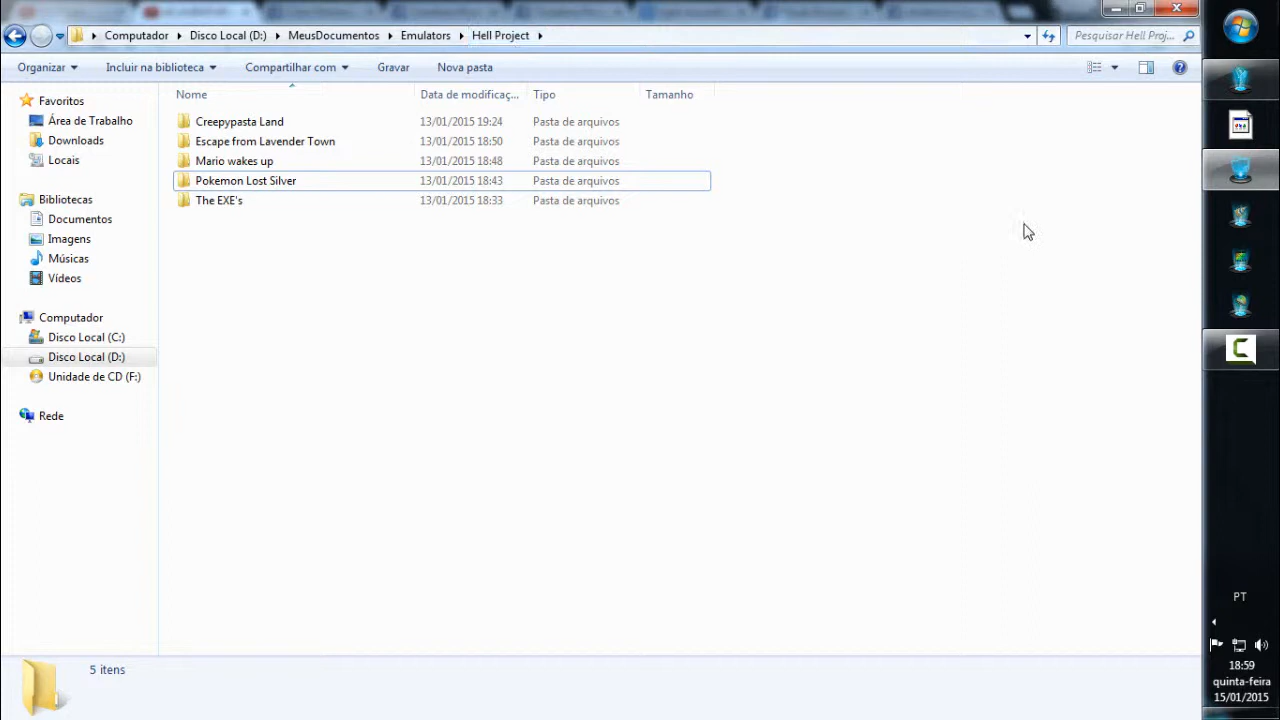 Computador Disco Local (D:) MeusDocumentos Emulators Hell Project Pesquisar Hell Proj...
Organizar Incluir na biblioteca Compartilhar com Gravar Nova pasta
Nome Data de modificaç... Tipo Tamanho
Favoritos
Área de Trabalho
Downloads
Locais
Bibliotecas
Documentos
Imagens
Músicas
Vídeos
Computador
Disco Local (C:)
Disco Local (D:)
Unidade de CD (F:)
Rede
Creepypasta Land 13/01/2015 19:24 Pasta de arquivos
Escape from Lavender Town 13/01/2015 18:50 Pasta de arquivos
Mario wakes up 13/01/2015 18:48 Pasta de arquivos
Pokemon Lost Silver 13/01/2015 18:43 Pasta de arquivos
The EXE's 13/01/2015 18:33 Pasta de arquivos
5 itens
PT
18:59
quinta-feira
15/01/2015